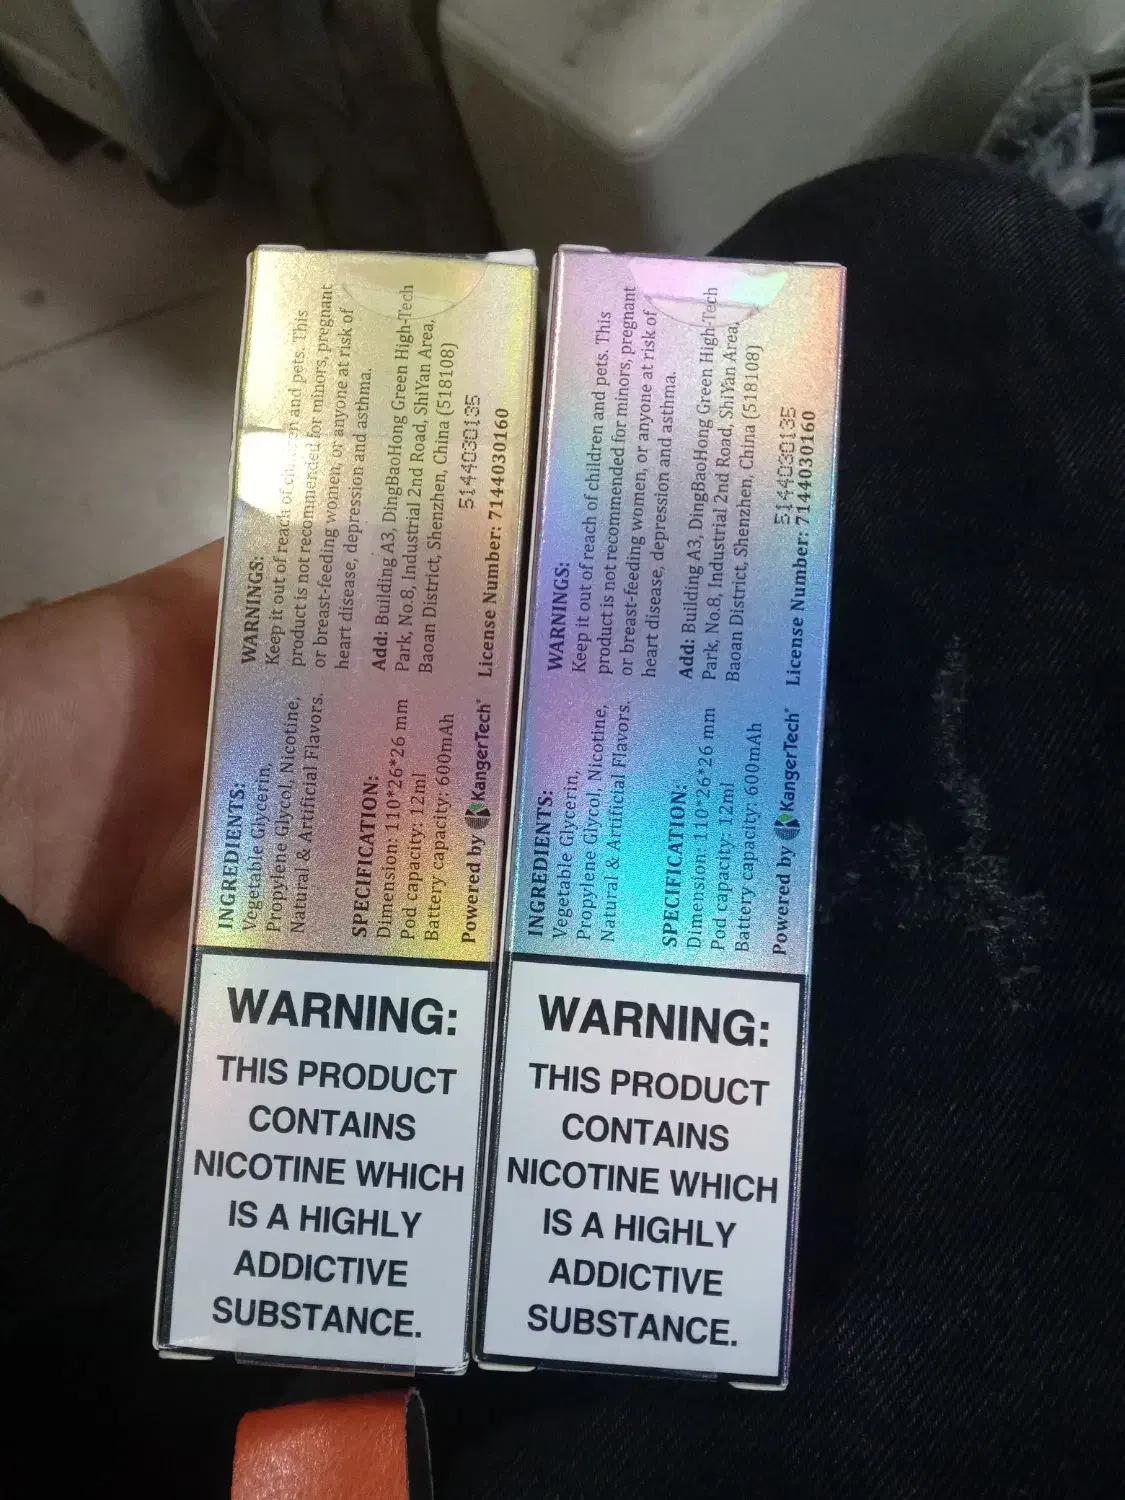 WARNINGS:
Keep it out of reach of children and pets. This
product is not recommended for minors, pregnant
or breast-feeding women, or anyone at risk of
heart disease, depression and asthma.
Add: Building A3, DingBaoHong Green High-Tech
Park, No.8, Industrial 2nd Road, ShiYan Area,
Baoan District, Shenzhen, China (518108)
5144030135
License Number: 7144030160
INGREDIENTS:
Vegetable Glycerin,
Propylene Glycol, Nicotine,
Natural & Artificial Flavors.
SPECIFICATION:
Dimension: 110*26*26 mm
Pod capacity: 12ml
Battery capacity: 600mAh
Powered by KangerTech®
WARNING:
THIS PRODUCT
CONTAINS
NICOTINE WHICH
IS A HIGHLY
ADDICTIVE
SUBSTANCE.
WARNINGS:
Keep it out of reach of children and pets. This
product is not recommended for minors, pregnant
or breast-feeding women, or anyone at risk of
heart disease, depression and asthma.
Add: Building A3, DingBaoHong Green High-Tech
Park, No.8, Industrial 2nd Road, ShiYan Area,
Baoan District, Shenzhen, China (518108)
5144030135
License Number: 7144030160
INGREDIENTS:
Vegetable Glycerin,
Propylene Glycol, Nicotine,
Natural & Artificial Flavors.
SPECIFICATION:
Dimension: 110*26*26 mm
Pod capacity: 12ml
Battery capacity: 600mAh
Powered by KangerTech®
WARNING:
THIS PRODUCT
CONTAINS
NICOTINE WHICH
IS A HIGHLY
ADDICTIVE
SUBSTANCE.